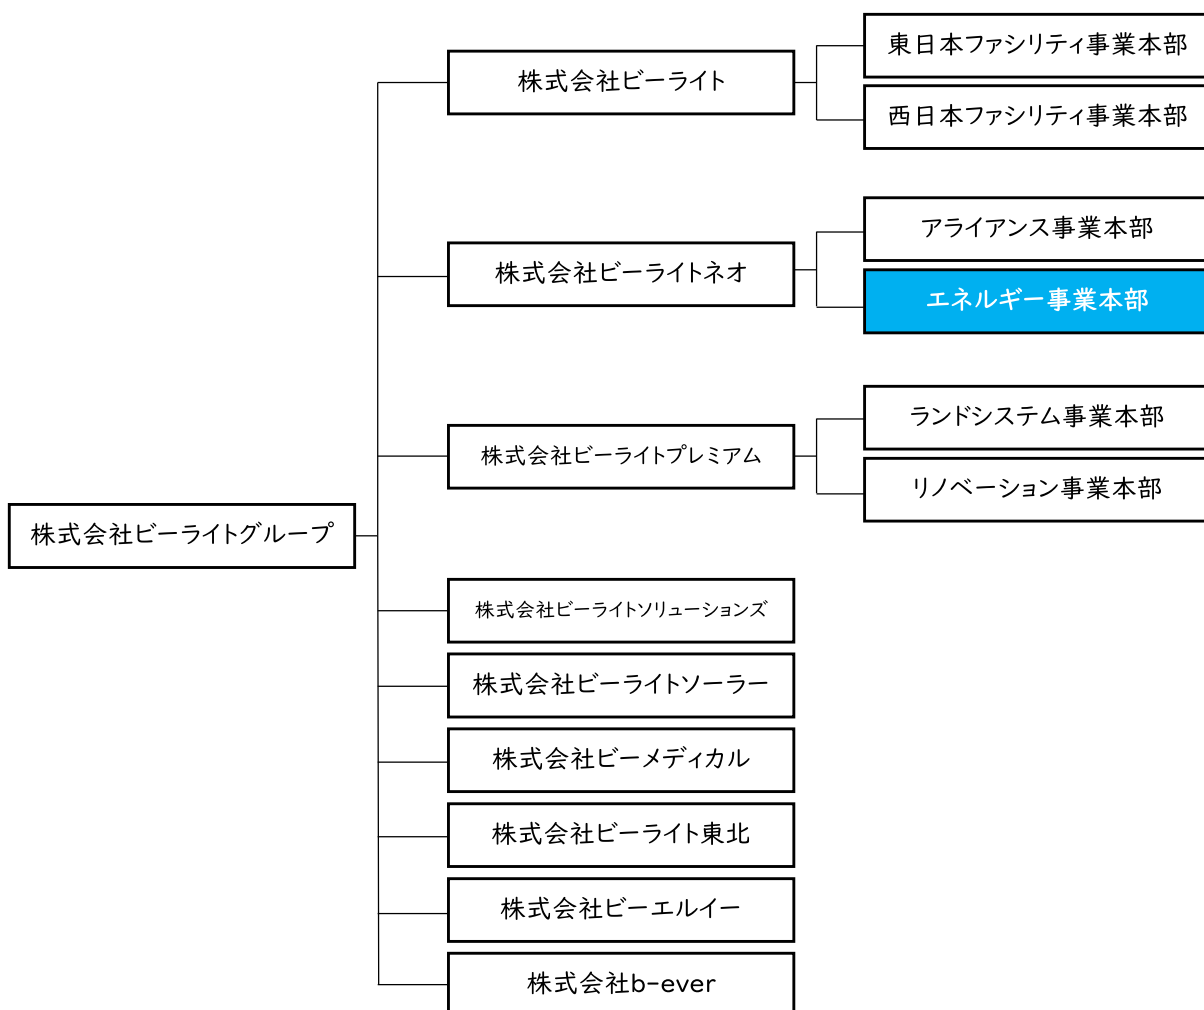 株式会社ビーライトグループ
株式会社ビーライト
東日本ファシリティ事業本部
西日本ファシリティ事業本部
株式会社ビーライトネオ
アライアンス事業本部
エネルギー事業本部
株式会社ビーライトプレミアム
ランドシステム事業本部
リノベーション事業本部
株式会社ビーライトソリューションズ
株式会社ビーライトソーラー
株式会社ビーメディカル
株式会社ビーライト東北
株式会社ビーエルイー
株式会社b-ever